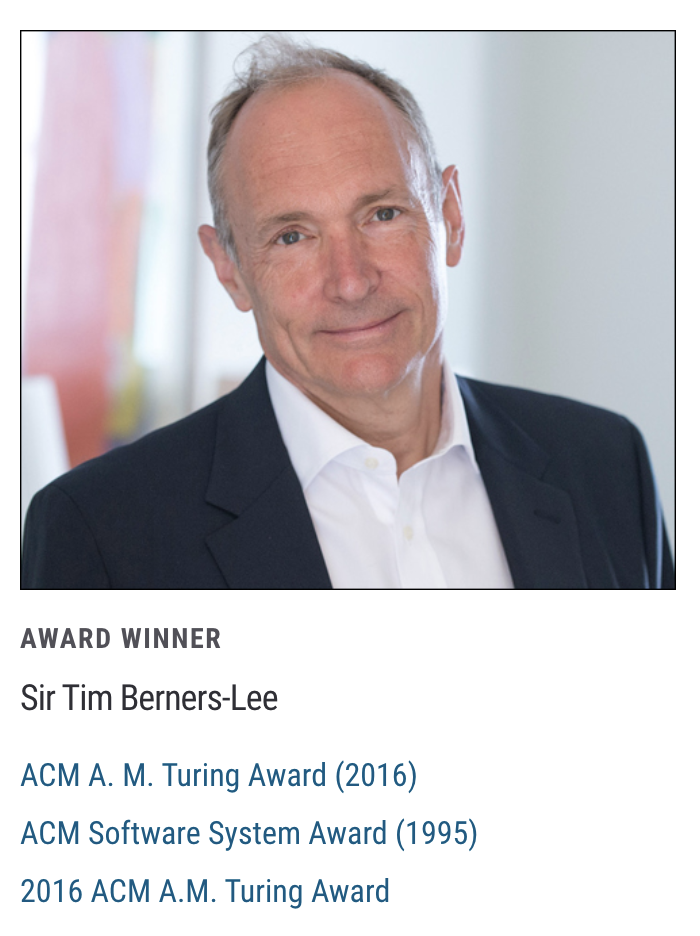 AWARD WINNER
Sir Tim Berners-Lee
ACM A. M. Turing Award (2016)
ACM Software System Award (1995)
2016 ACM A.M. Turing Award